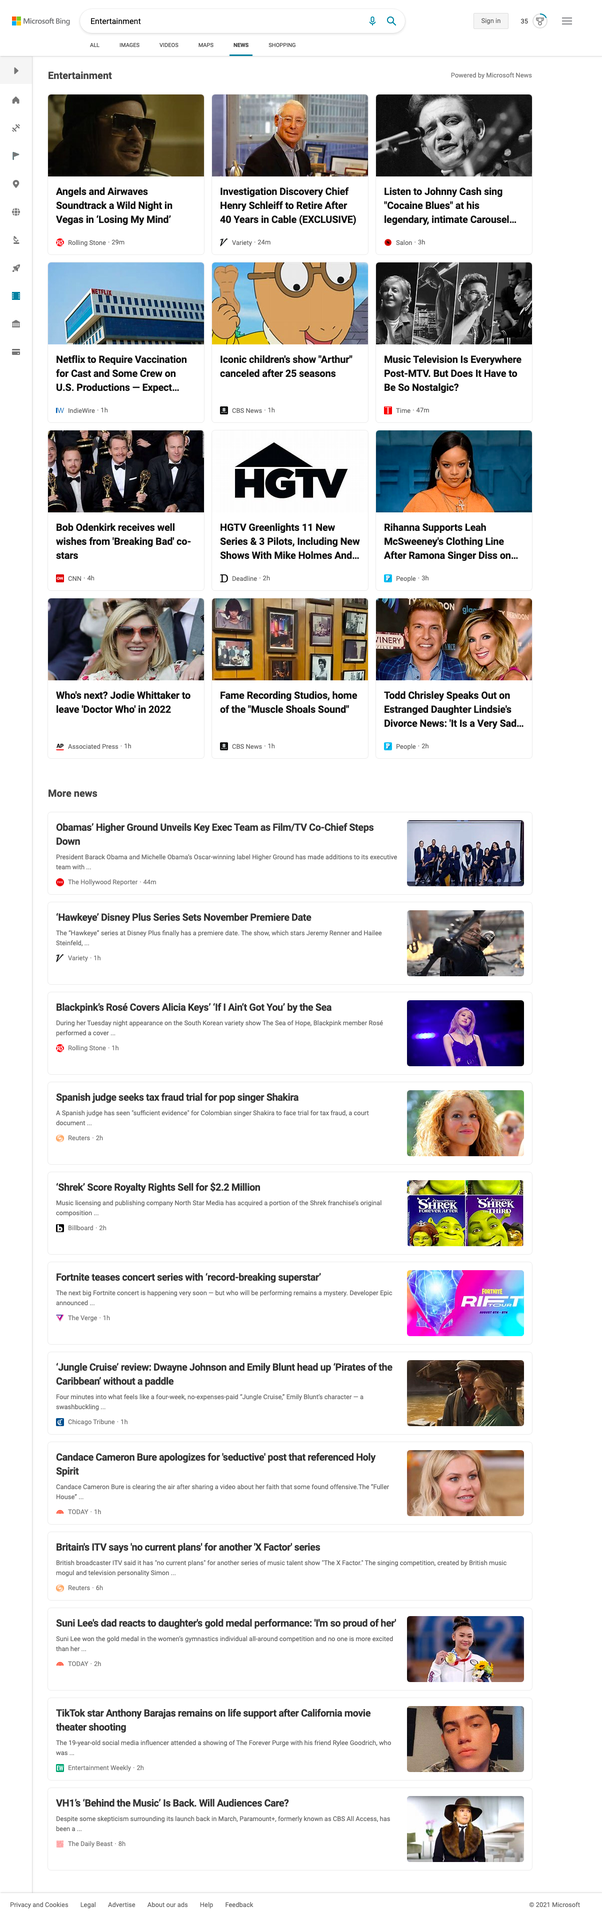 Microsoft Bing
Entertainment
Sign in
35
ALL
IMAGES
VIDEOS
MAPS
NEWS
SHOPPING
Entertainment
Powered by Microsoft News
Angels and Airwaves
Soundtrack a Wild Night in
Vegas in 'Losing My Mind'
Rolling Stone · 29m
Investigation Discovery Chief
Henry Schleiff to Retire After
40 Years in Cable (EXCLUSIVE)
Variety · 24m
Listen to Johnny Cash sing
"Cocaine Blues" at his
legendary, intimate Carousel...
Salon · 3h
NETFLIX
Netflix to Require Vaccination
for Cast and Some Crew on
U.S. Productions — Expect...
IndieWire · 1h
Iconic children's show "Arthur"
canceled after 25 seasons
CBS News · 1h
Music Television Is Everywhere
Post-MTV. But Does It Have to
Be So Nostalgic?
Time · 47m
Bob Odenkirk receives well
wishes from 'Breaking Bad' co-
stars
CNN · 4h
HGTV
HGTV Greenlights 11 New
Series & 3 Pilots, Including New
Shows With Mike Holmes And...
Deadline · 2h
Rihanna Supports Leah
McSweeney's Clothing Line
After Ramona Singer Diss on...
People · 3h
Who's next? Jodie Whittaker to
leave 'Doctor Who' in 2022
Associated Press · 1h
Fame Recording Studios, home
of the "Muscle Shoals Sound"
CBS News · 1h
WINERY
Todd Chrisley Speaks Out on
Estranged Daughter Lindsie's
Divorce News: 'It Is a Very Sad...
People · 2h
More news
Obamas' Higher Ground Unveils Key Exec Team as Film/TV Co-Chief Steps
Down
President Barack Obama and Michelle Obama's Oscar-winning label Higher Ground has made additions to its executive
team with ...
The Hollywood Reporter · 44m
'Hawkeye' Disney Plus Series Sets November Premiere Date
The "Hawkeye" series at Disney Plus finally has a premiere date. The show, which stars Jeremy Renner and Hailee
Steinfeld, ...
Variety · 1h
Blackpink's Rosé Covers Alicia Keys' 'If I Ain't Got You' by the Sea
During her Tuesday night appearance on the South Korean variety show The Sea of Hope, Blackpink member Rosé
performed a cover ...
Rolling Stone · 1h
Spanish judge seeks tax fraud trial for pop singer Shakira
A Spanish judge has seen "sufficient evidence" for Colombian singer Shakira to face trial for tax fraud, a court
document ...
Reuters · 2h
'Shrek' Score Royalty Rights Sell for $2.2 Million
Music licensing and publishing company North Star Media has acquired a portion of the Shrek franchise's original
composition ...
Billboard · 2h
SHREK
FOREVER AFTER
SHREK
THE THIRD
Fortnite teases concert series with 'record-breaking superstar'
The next big Fortnite concert is happening very soon — but who will be performing remains a mystery. Developer Epic
announced ...
The Verge · 1h
FORTNITE
RIFT
TOUR
'Jungle Cruise' review: Dwayne Johnson and Emily Blunt head up 'Pirates of the
Caribbean' without a paddle
Four minutes into what feels like a four-week, no-expenses-paid "Jungle Cruise," Emily Blunt's character — a
swashbuckling ...
Chicago Tribune · 1h
Candace Cameron Bure apologizes for 'seductive' post that referenced Holy
Spirit
Candace Cameron Bure is clearing the air after sharing a video about her faith that some found offensive.The "Fuller
House" ...
TODAY · 1h
Britain's ITV says 'no current plans' for another 'X Factor' series
British broadcaster ITV said it has "no current plans" for another series of music talent show "The X Factor." The singing competition, created by British music
mogul and television personality Simon ...
Reuters · 6h
Suni Lee's dad reacts to daughter's gold medal performance: 'I'm so proud of her'
Suni Lee won the gold medal in the women's gymnastics individual all-around competition and no one is more excited
than her ...
TODAY · 2h
TikTok star Anthony Barajas remains on life support after California movie
theater shooting
The 19-year-old social media influencer attended a showing of The Forever Purge with his friend Rylee Goodrich, who
was ...
Entertainment Weekly · 2h
VH1's 'Behind the Music' Is Back. Will Audiences Care?
Despite some skepticism surrounding its launch back in March, Paramount+, formerly known as CBS All Access, has
been a ...
The Daily Beast · 8h
Privacy and Cookies
Legal
Advertise
About our ads
Help
Feedback
© 2021 Microsoft